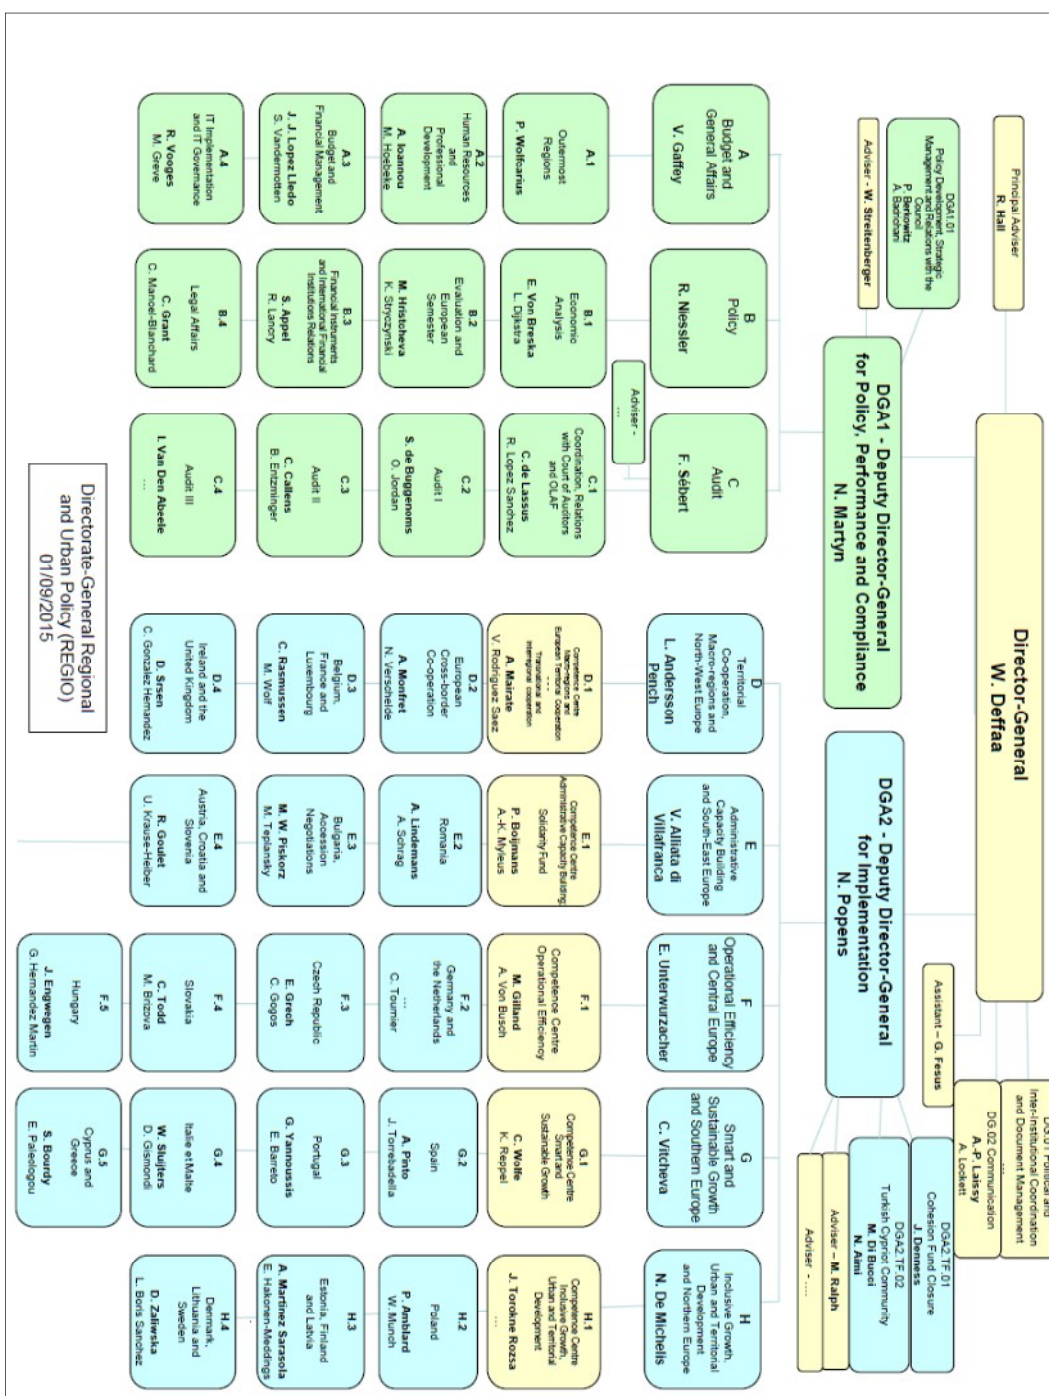 Director-General
W. Deffaa
Principal Adviser
R. Hall
Assistant – G. Fesus
Inter-Institutional Coordination
and Document Management
....
DG.02 Communication
A.-P. Laissy
A. Lockett
DGA1 - Deputy Director-General
for Policy, Performance and Compliance
N. Martyn
DGA1.01
Policy Development, Strategic
Management and Relations with the
Council
P. Berkowitz
A. Badrichani
Adviser - W. Streitenberger
DGA2 - Deputy Director-General
for Implementation
N. Popens
DGA2.TF.01
Cohesion Fund Closure
J. Denness
DGA2.TF.02
Turkish Cypriot Community
M. Di Bucci
N. Aimi
Adviser – M. Ralph
Adviser - .....
A
Budget and
General Affairs
V. Gaffey
B
Policy
R. Niessler
C
Audit
F. Sébert
Adviser -
...
D
Territorial
Co-operation,
Macro-regions and
North-West Europe
L. Andersson
Pench
E
Administrative
Capacity Building
and South-East Europe
V. Alliata di
Villafranca
F
Operational Efficiency
and Central Europe
E. Unterwurzacher
G
Smart and
Sustainable Growth
and Southern Europe
C. Vitcheva
H
Inclusive Growth,
Urban and Territorial
Development
and Northern Europe
N. De Michelis
A.1
Outermost
Regions
P. Wolfcarius
B.1
Economic
Analysis
E. Von Breska
L. Dijkstra
C.1
Coordination, Relations
with Court of Auditors
and OLAF
C. de Lassus
R. Lopez Sanchez
D.1
Competence Centre
Macro-regions and
European Territorial Cooperation
Transnational and
interregional cooperation
A. Mairate
V. Rodriguez Saez
E.1
Competence Centre
Administrative Capacity Building;
Solidarity Fund
P. Boijmans
A.-K. Myleus
F.1
Competence Centre
Operational Efficiency
M. Gilland
A. Von Busch
G.1
Competence Centre
Smart and
Sustainable Growth
C. Wolfe
K. Reppel
H.1
Competence Centre
Inclusive Growth,
Urban and Territorial
Development
J. Torokne Rozsa
....
A.2
Human Resources
and
Professional
Development
A. Ioannou
M. Hoebeke
B.2
Evaluation and
European
Semester
M. Hristcheva
K. Stryczynski
C.2
Audit I
S. de Buggenoms
O. Jordan
D.2
European
Cross-border
Co-operation
....
A. Monfret
N. Verschelde
E.2
Romania
A. Lindemans
A. Schrag
F.2
Germany and
the Netherlands
...
C. Tournier
G.2
Spain
A. Pinto
J. Torrebadella
H.2
Poland
P. Amblard
W. Munch
A.3
Budget and
Financial Management
J. J. Lopez Lledo
S. Vandermotten
B.3
Financial Instruments
and International Financial
Institutions Relations
S. Appel
R. Lanory
C.3
Audit II
C. Callens
B. Entzminger
D.3
Belgium,
France and
Luxembourg
C. Rasmussen
M. Wolf
E.3
Bulgaria,
Accession
Negotiations
M. W. Piskorz
M. Teplansky
F.3
Czech Republic
E. Grech
C. Gogos
G.3
Portugal
G. Yannoussis
E. Barreto
H.3
Estonia, Finland
and Latvia
A. Martinez Sarasola
E. Hakonen-Meddings
A.4
IT Implementation
and IT Governance
R. Vooges
M. Greve
B.4
Legal Affairs
C. Grant
C. Manoel-Blanchard
C.4
Audit III
I. Van Den Abeele
...
D.4
Ireland and the
United Kingdom
D. Srsen
C. Gonzalez Hernandez
E.4
Austria, Croatia and
Slovenia
R. Goulet
U. Krause-Heiber
F.4
Slovakia
C. Todd
M. Brizova
G.4
Italie et Malte
W. Sluijters
D. Gismondi
H.4
Denmark,
Lithuania and
Sweden
D. Zaliwska
L. Boris Sanchez
F.5
Hungary
J. Engwegen
G. Hernandez Martin
G.5
Cyprus and
Greece
S. Bourdy
E. Paleologou
Directorate-General Regional
and Urban Policy (REGIO)
01/09/2015